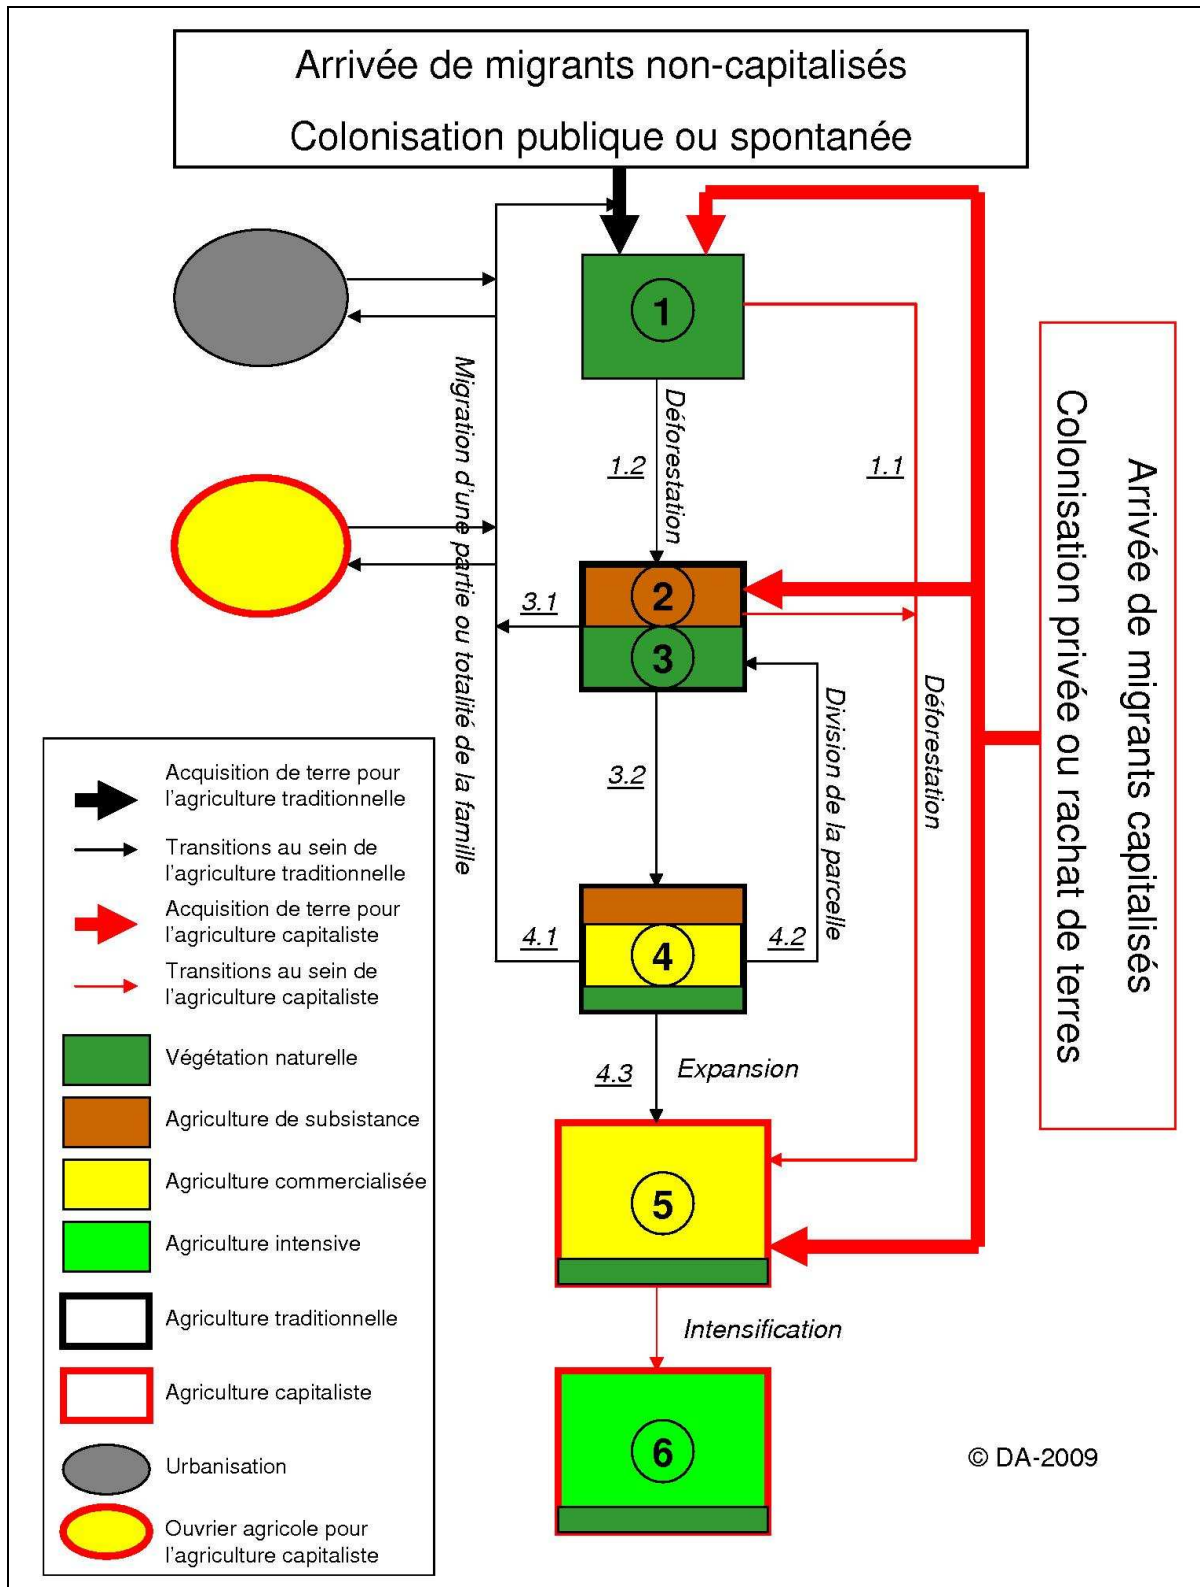 Arrivée de migrants non-capitalisés
Colonisation publique ou spontanée
1
Migration d'une partie ou totalité de la famille
Déforestation
1.2
1.1
Arrivée de migrants capitalisés
Colonisation privée ou rachat de terres
2
3.1
3
Déforestation
Division de la parcelle
3.2
4.1
4
4.2
4.3
Expansion
5
Intensification
6
© DA-2009
Acquisition de terre pour
l'agriculture traditionnelle
Transitions au sein de
l'agriculture traditionnelle
Acquisition de terre pour
l'agriculture capitaliste
Transitions au sein de
l'agriculture capitaliste
Végétation naturelle
Agriculture de subsistance
Agriculture commercialisée
Agriculture intensive
Agriculture traditionnelle
Agriculture capitaliste
Urbanisation
Ouvrier agricole pour
l'agriculture capitaliste